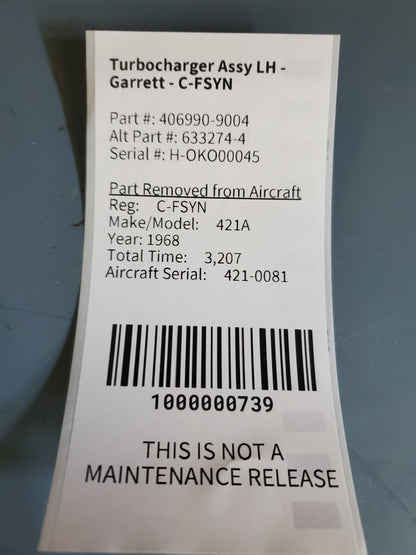 Turbocharger Assy LH -
Garrett - C-FSYN
Part #: 406990-9004
Alt Part #: 633274-4
Serial #: H-OKO00045
Part Removed from Aircraft
Reg: C-FSYN
Make/Model: 421A
Year: 1968
Total Time: 3,207
Aircraft Serial: 421-0081
1000000739
THIS IS NOT A
MAINTENANCE RELEASE